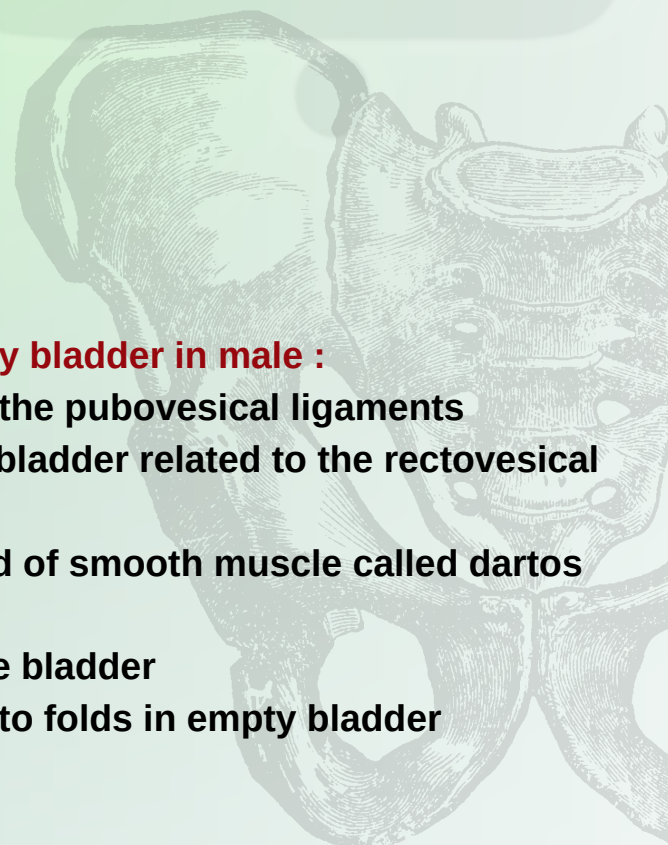 y bladder in male :
the pubovesical ligaments
bladder related to the rectovesical
d of smooth muscle called dartos
e bladder
to folds in empty bladder